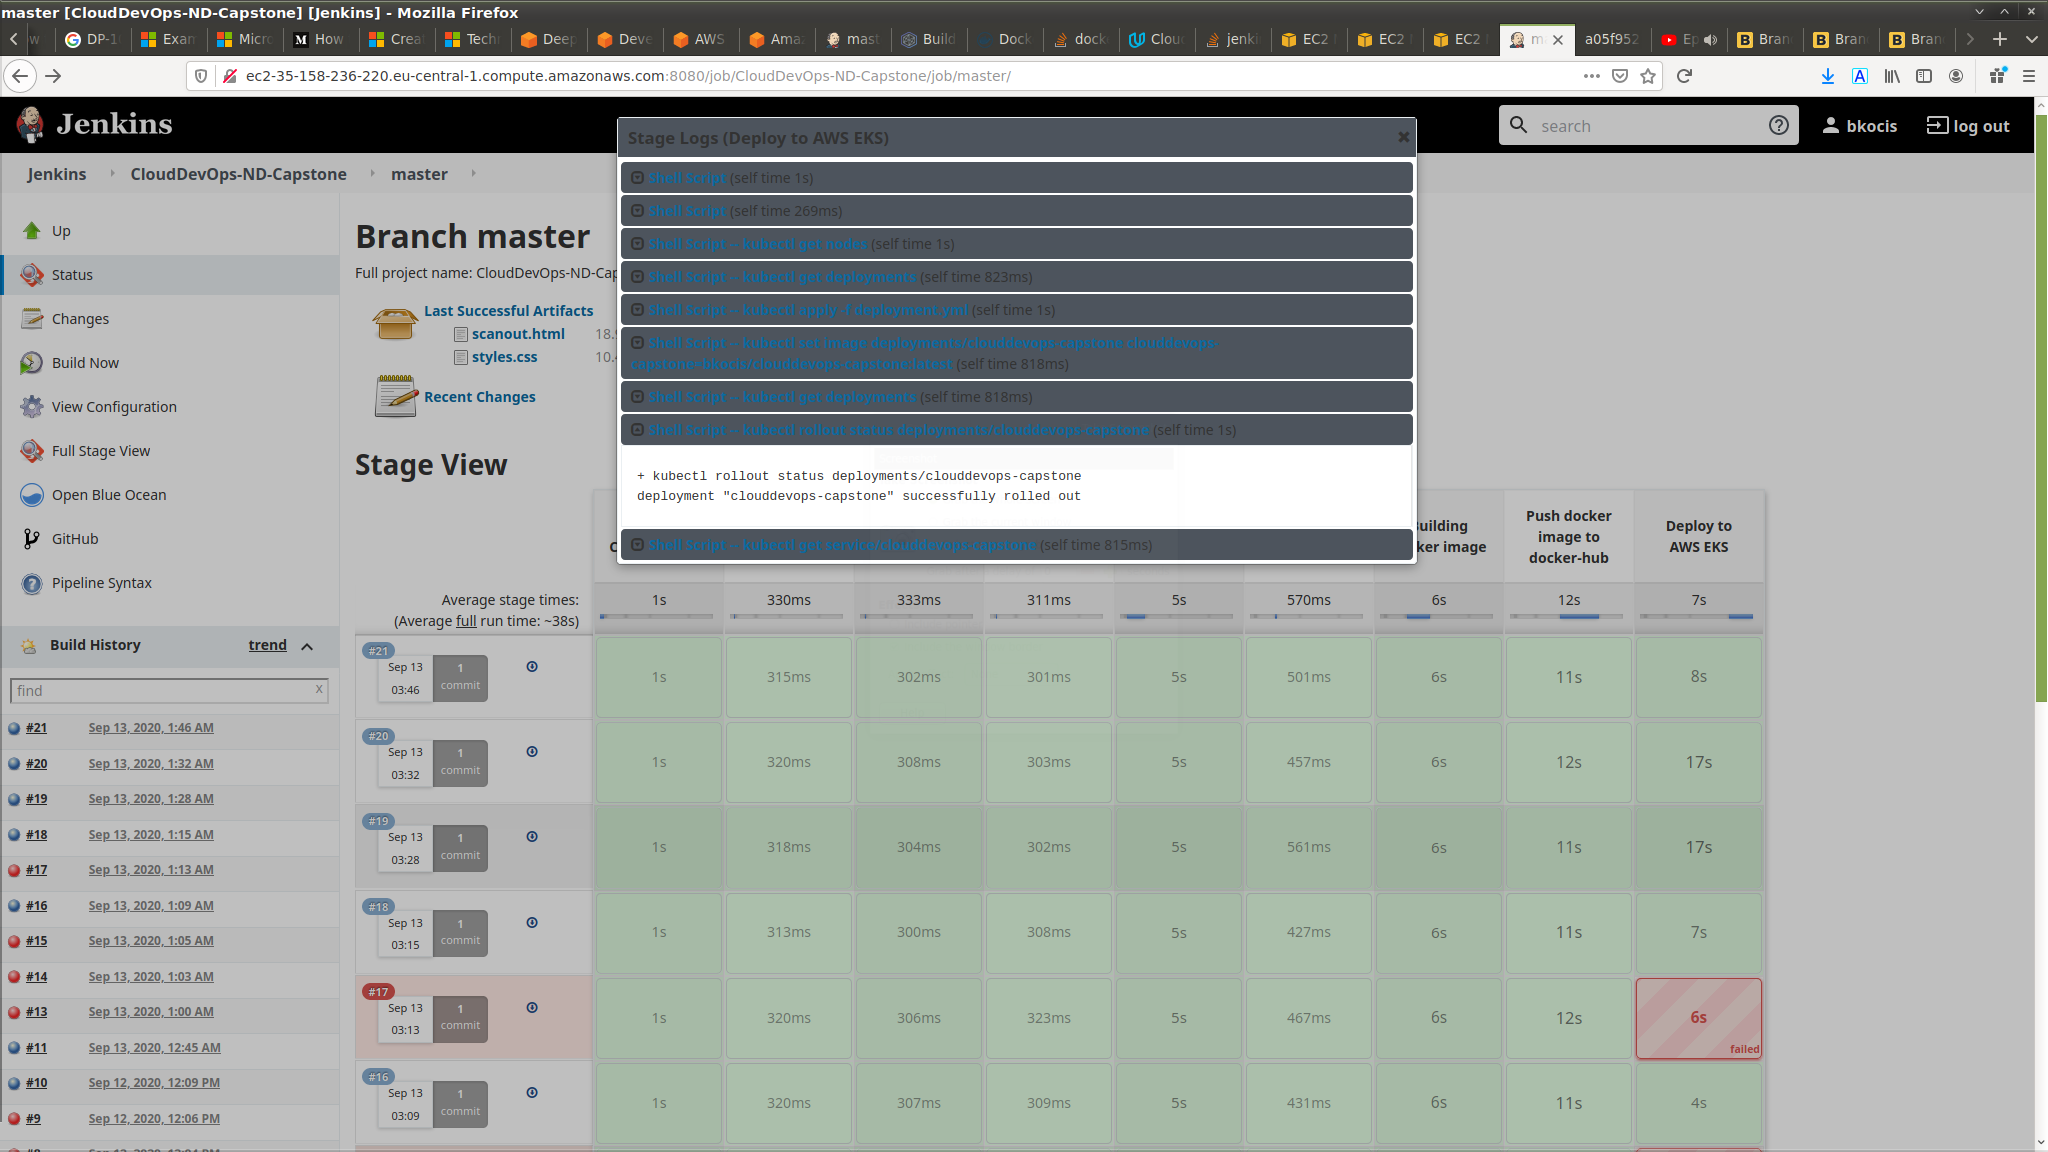 master [CloudDevOps-ND-Capstone] [Jenkins] - Mozilla Firefox
DP-1
Exam
Micro
How
Crea
Tech
Deep
Deve
AWS
Amaz
mast
Build
Dock
docke
Cloud
jenki
EC2
EC2
EC2
m
a05f952
Ep
Bran
Bran
Bran
ec2-35-158-236-220.eu-central-1.compute.amazonaws.com:8080/job/CloudDevOps-ND-Capstone/job/master/
Jenkins
search
bkocis
log out
Jenkins
CloudDevOps-ND-Capstone
master
Up
Status
Changes
Build Now
View Configuration
Full Stage View
Open Blue Ocean
GitHub
Pipeline Syntax
Build History
trend
find
x
#21 Sep 13, 2020, 1:46 AM
#20 Sep 13, 2020, 1:32 AM
#19 Sep 13, 2020, 1:28 AM
#18 Sep 13, 2020, 1:15 AM
#17 Sep 13, 2020, 1:13 AM
#16 Sep 13, 2020, 1:09 AM
#15 Sep 13, 2020, 1:05 AM
#14 Sep 13, 2020, 1:03 AM
#13 Sep 13, 2020, 1:00 AM
#11 Sep 13, 2020, 12:45 AM
#10 Sep 12, 2020, 12:09 PM
#9 Sep 12, 2020, 12:06 PM
Branch master
Full project name: CloudDevOps-ND-Cap
Last Successful Artifacts
scanout.html 18.
styles.css 10.
Recent Changes
Stage View
Stage Logs (Deploy to AWS EKS)
Shell Script (self time 1s)
Shell Script (self time 269ms)
Shell Script -- kubectl get nodes (self time 1s)
Shell Script -- kubectl get deployments (self time 823ms)
Shell Script -- kubectl apply -f deployment.yml (self time 1s)
Shell Script -- kubectl set image deployments/clouddevops-capstone clouddevops-
capstone=bkocis/clouddevops-capstone:latest (self time 818ms)
Shell Script -- kubectl get deployments (self time 818ms)
Shell Script -- kubectl rollout status deployments/clouddevops-capstone (self time 1s)
+ kubectl rollout status deployments/clouddevops-capstone
deployment "clouddevops-capstone" successfully rolled out
Shell Script -- kubectl get service/clouddevops-capstone (self time 815ms)
Building
ker image
Push docker
image to
docker-hub
Deploy to
AWS EKS
Average stage times:
(Average full run time: ~38s)
1s 330ms 333ms 311ms 5s 570ms 6s 12s 7s
#21
Sep 13
03:46
1
commit
1s 315ms 302ms 301ms 5s 501ms 6s 11s 8s
#20
Sep 13
03:32
1
commit
1s 320ms 308ms 303ms 5s 457ms 6s 12s 17s
#19
Sep 13
03:28
1
commit
1s 318ms 304ms 302ms 5s 561ms 6s 11s 17s
#18
Sep 13
03:15
1
commit
1s 313ms 300ms 308ms 5s 427ms 6s 11s 7s
#17
Sep 13
03:13
1
commit
1s 320ms 306ms 323ms 5s 467ms 6s 12s 6s
failed
#16
Sep 13
03:09
1
commit
1s 320ms 307ms 309ms 5s 431ms 6s 11s 4s